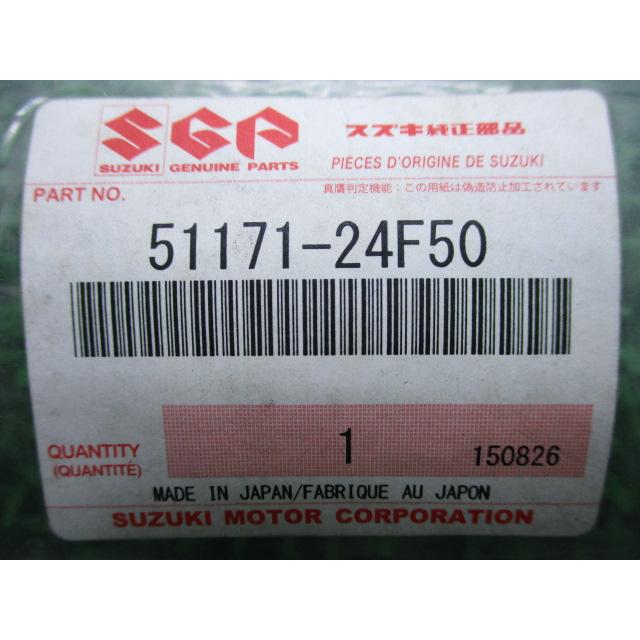 SGP
スズキ純正部品
SUZUKI GENUINE PARTS
PIÈCES D'ORIGINE DE SUZUKI
PART NO.
真贋判定機能：この用紙は偽造防止加工されています
51171-24F50
QUANTITY
(QUANTITÉ)
1
150826
MADE IN JAPAN/FABRIQUE AU JAPON
SUZUKI MOTOR CORPORATION